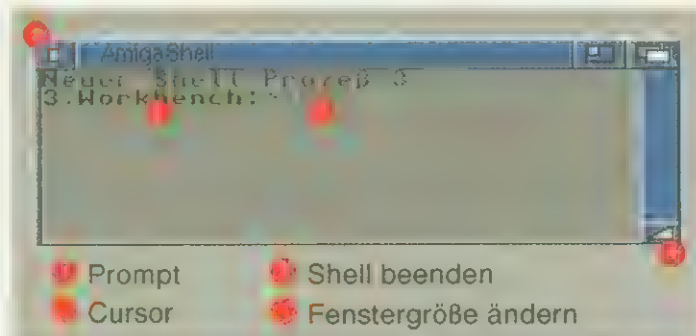 AmigaShell
Neuer Shell Prozeß 3
3.Workbench:>
Prompt
Shell beenden
Cursor
Fenstergröße ändern